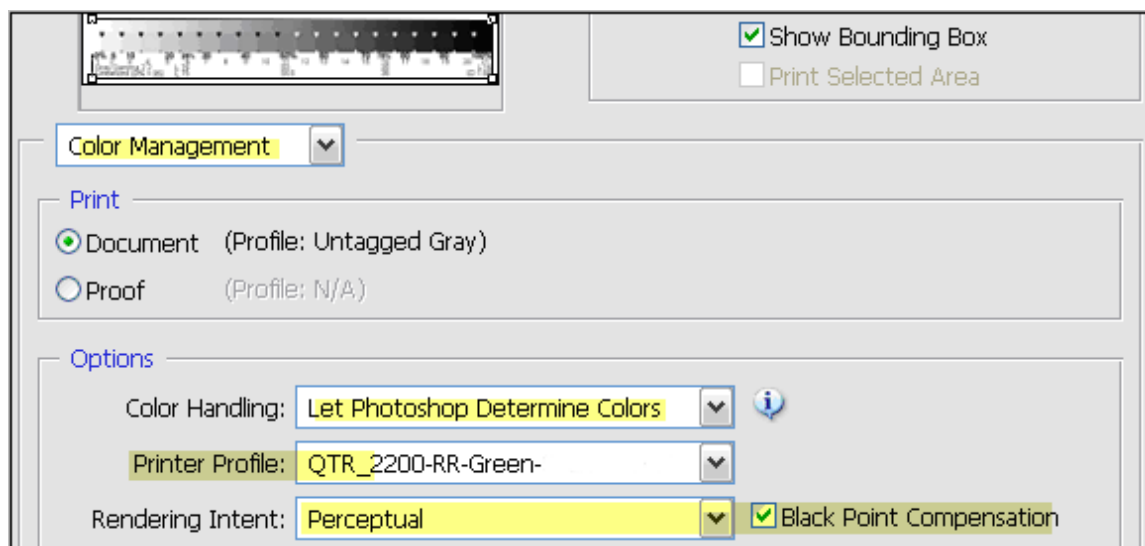 Show Bounding Box
Print Selected Area
Color Management
Print
Document (Profile: Untagged Gray)
Proof (Profile: N/A)
Options
Color Handling: Let Photoshop Determine Colors
Printer Profile: QTR_2200-RR-Green-
Rendering Intent: Perceptual
Black Point Compensation